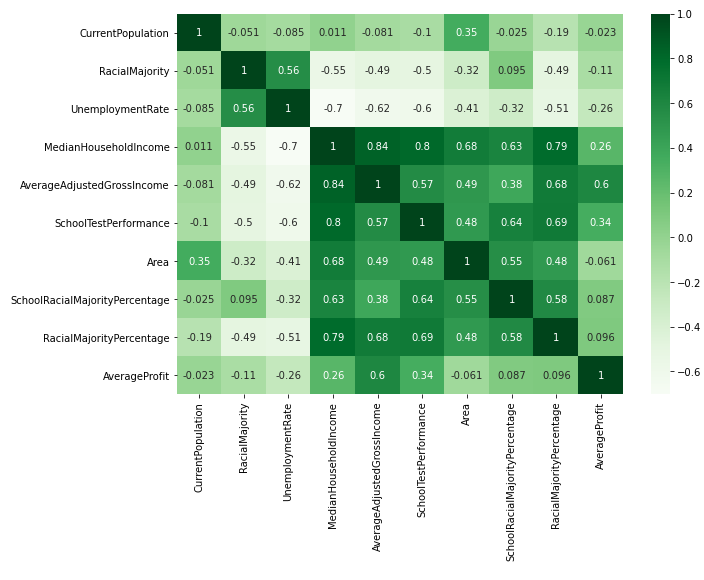 CurrentPopulation 1 -0.051 -0.085 0.011 -0.081 -0.1 0.35 -0.025 -0.19 -0.023
RacialMajority -0.051 1 0.56 -0.55 -0.49 -0.5 -0.32 0.095 -0.49 -0.11
UnemploymentRate -0.085 0.56 1 -0.7 -0.62 -0.6 -0.41 -0.32 -0.51 -0.26
MedianHouseholdIncome 0.011 -0.55 -0.7 1 0.84 0.8 0.68 0.63 0.79 0.26
AverageAdjustedGrossIncome -0.081 -0.49 -0.62 0.84 1 0.57 0.49 0.38 0.68 0.6
SchoolTestPerformance -0.1 -0.5 -0.6 0.8 0.57 1 0.48 0.64 0.69 0.34
Area 0.35 -0.32 -0.41 0.68 0.49 0.48 1 0.55 0.48 -0.061
SchoolRacialMajorityPercentage -0.025 0.095 -0.32 0.63 0.38 0.64 0.55 1 0.58 0.087
RacialMajorityPercentage -0.19 -0.49 -0.51 0.79 0.68 0.69 0.48 0.58 1 0.096
AverageProfit -0.023 -0.11 -0.26 0.26 0.6 0.34 -0.061 0.087 0.096 1
CurrentPopulation
RacialMajority
UnemploymentRate
MedianHouseholdIncome
AverageAdjustedGrossIncome
SchoolTestPerformance
Area
SchoolRacialMajorityPercentage
RacialMajorityPercentage
AverageProfit
1.0
0.8
0.6
0.4
0.2
0.0
−0.2
−0.4
−0.6